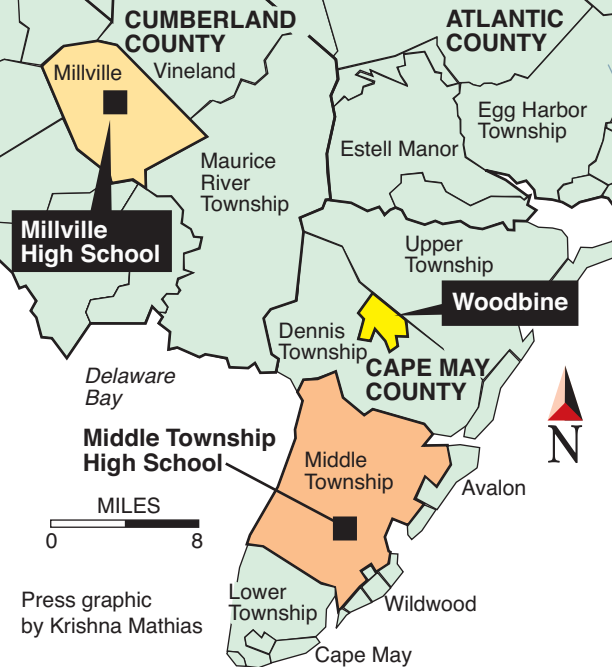 CUMBERLAND
COUNTY
ATLANTIC
COUNTY
Millville
Vineland
Egg Harbor
Township
Estell Manor
Maurice
River
Township
Millville
High School
Upper
Township
Woodbine
Dennis
Township
CAPE MAY
COUNTY
Delaware
Bay
N
Middle Township
High School
Middle
Township
Avalon
MILES
0 8
Lower
Township
Wildwood
Press graphic
by Krishna Mathias
Cape May